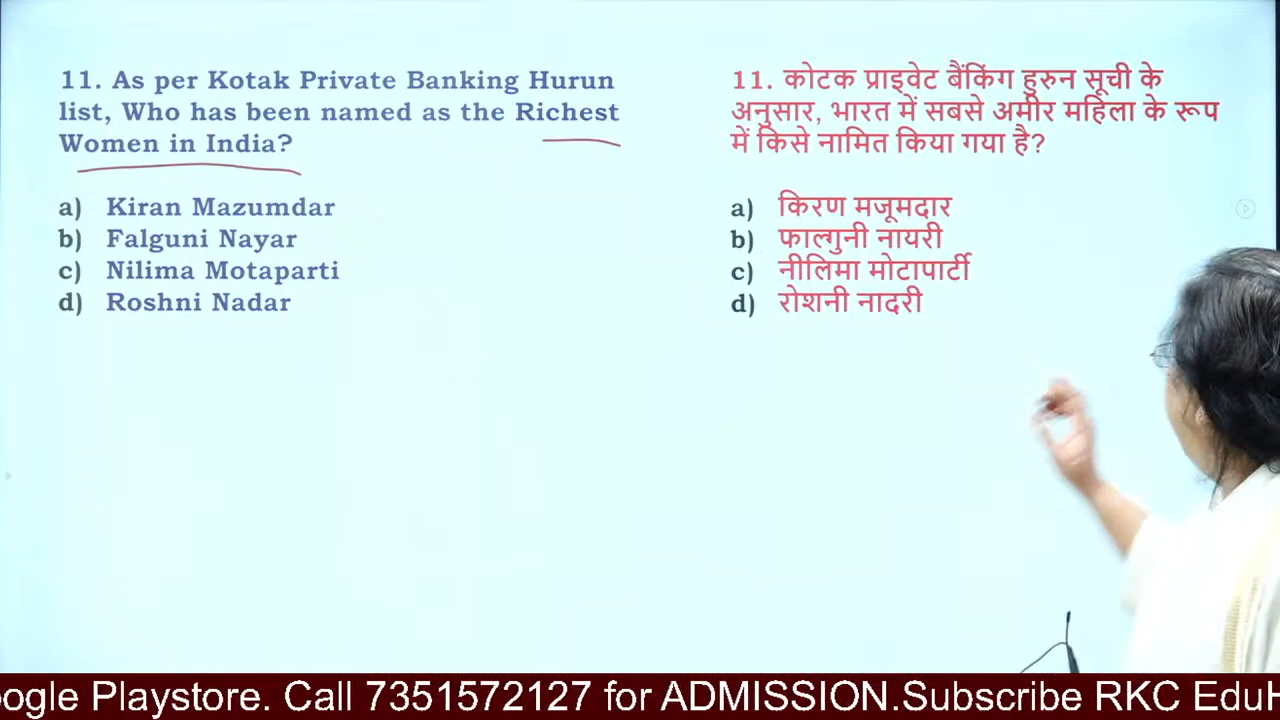 11. As per Kotak Private Banking Hurun
list, Who has been named as the Richest
Women in India?
a) Kiran Mazumdar
b) Falguni Nayar
c) Nilima Motaparti
d) Roshni Nadar
11. कोटक प्राइवेट बैंकिंग हुरुन सूची के
अनुसार, भारत में सबसे अमीर महिला के रूप
में किसे नामित किया गया है?
a) किरण मजूमदार
b) फाल्गुनी नायरी
c) नीलिमा मोटापार्टी
d) रोशनी नादरी
oogle Playstore. Call 7351572127 for ADMISSION.Subscribe RKC EduH